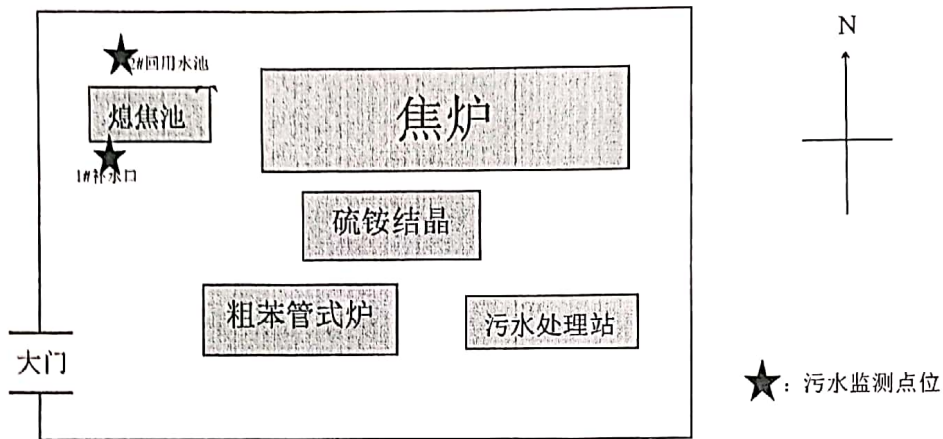 N
2#回用水池
熄焦池
焦炉
1#补水口
硫铵结晶
粗苯管式炉
污水处理站
大门
★：污水监测点位